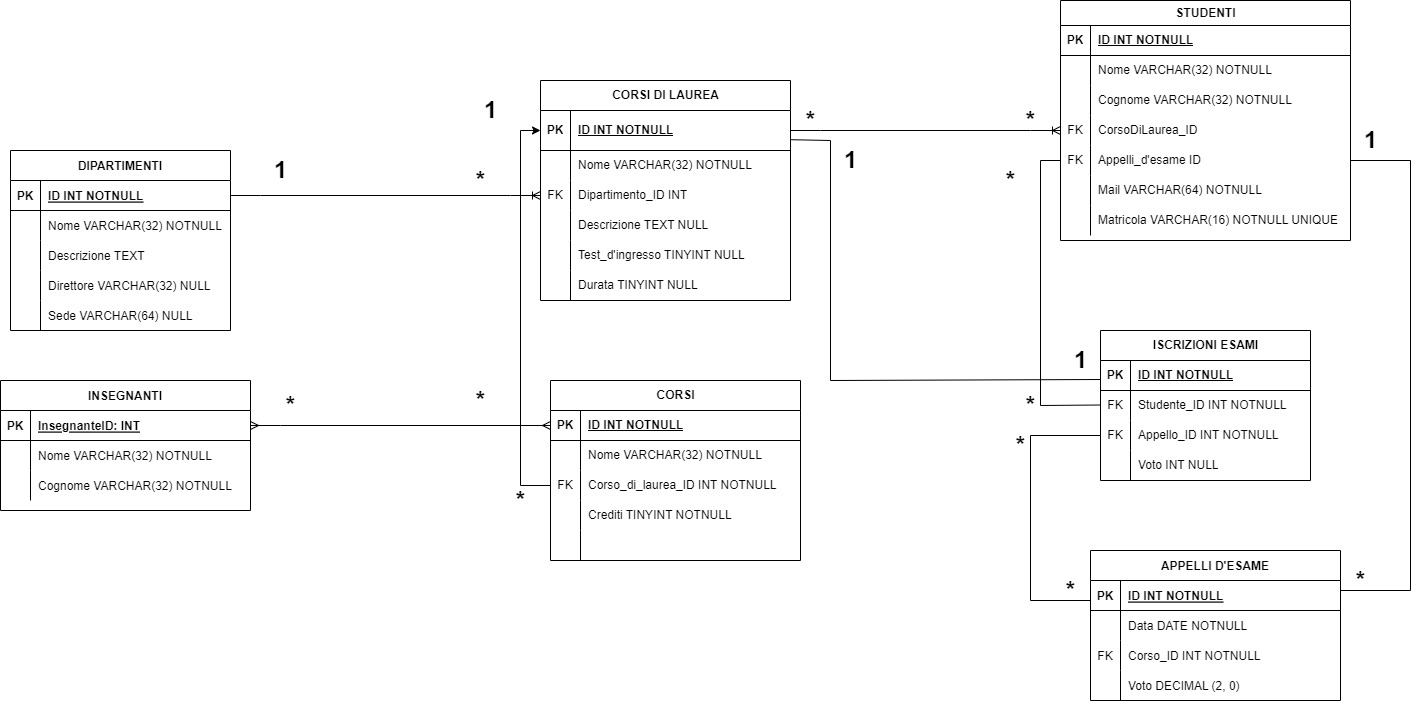 DIPARTIMENTI
PK ID INT NOTNULL
Nome VARCHAR(32) NOTNULL
Descrizione TEXT
Direttore VARCHAR(32) NULL
Sede VARCHAR(64) NULL
1
*
1
CORSI DI LAUREA
PK ID INT NOTNULL
Nome VARCHAR(32) NOTNULL
FK Dipartimento_ID INT
Descrizione TEXT NULL
Test_d'ingresso TINYINT NULL
Durata TINYINT NULL
*
*
1
STUDENTI
PK ID INT NOTNULL
Nome VARCHAR(32) NOTNULL
Cognome VARCHAR(32) NOTNULL
FK CorsoDiLaurea_ID
FK Appelli_d'esame ID
Mail VARCHAR(64) NOTNULL
Matricola VARCHAR(16) NOTNULL UNIQUE
*
1
INSEGNANTI
PK InsegnanteID: INT
Nome VARCHAR(32) NOTNULL
Cognome VARCHAR(32) NOTNULL
*
*
*
CORSI
PK ID INT NOTNULL
Nome VARCHAR(32) NOTNULL
FK Corso_di_laurea_ID INT NOTNULL
Crediti TINYINT NOTNULL
1
*
*
ISCRIZIONI ESAMI
PK ID INT NOTNULL
FK Studente_ID INT NOTNULL
FK Appello_ID INT NOTNULL
Voto INT NULL
*
*
APPELLI D'ESAME
PK ID INT NOTNULL
Data DATE NOTNULL
FK Corso_ID INT NOTNULL
Voto DECIMAL (2, 0)